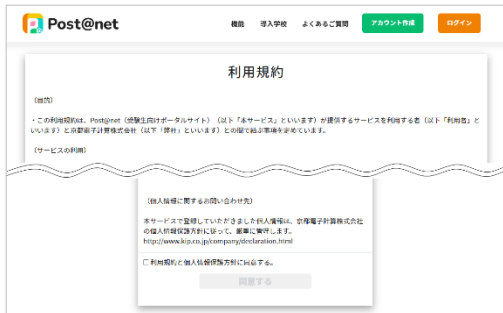 Post@net
機能 導入学校 よくあるご質問 アカウント作成 ログイン
利用規約
（目的）
・この利用規約は、Post@net（受験生向けポータルサイト）（以下「本サービス」といいます）が提供するサービスを利用する者（以下「利用者」と
いいます）と京都電子計算株式会社（以下「弊社」といいます）との間で結ぶ事項を定めています。
（サービスの利用）
（個人情報に関するお問い合わせ先）
本サービスで登録していただきました個人情報は、京都電子計算株式会社
の個人情報保護方針に従って、厳重に管理します。
http://www.kip.co.jp/company/declaration.html
利用規約と個人情報保護方針に同意する。
同意する